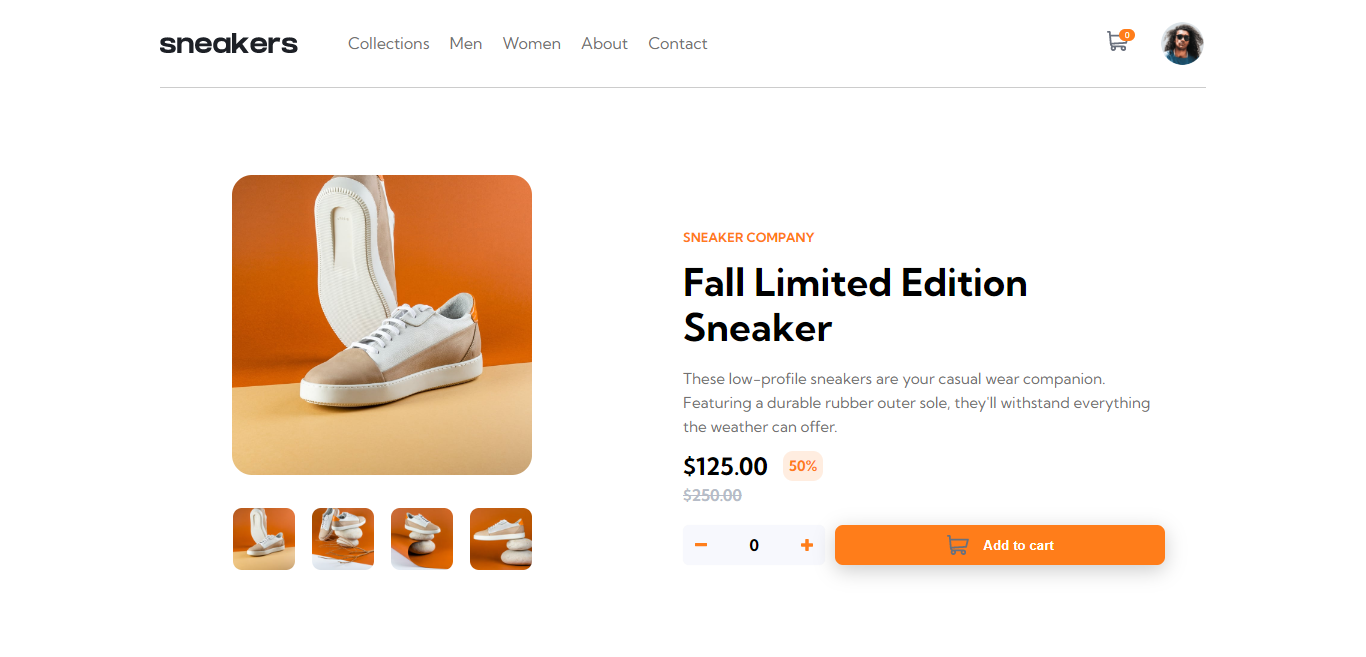 sneakers Collections Men Women About Contact 0
SNEAKER COMPANY
Fall Limited Edition
Sneaker
These low-profile sneakers are your casual wear companion.
Featuring a durable rubber outer sole, they'll withstand everything
the weather can offer.
$125.00 50%
$250.00
0 Add to cart